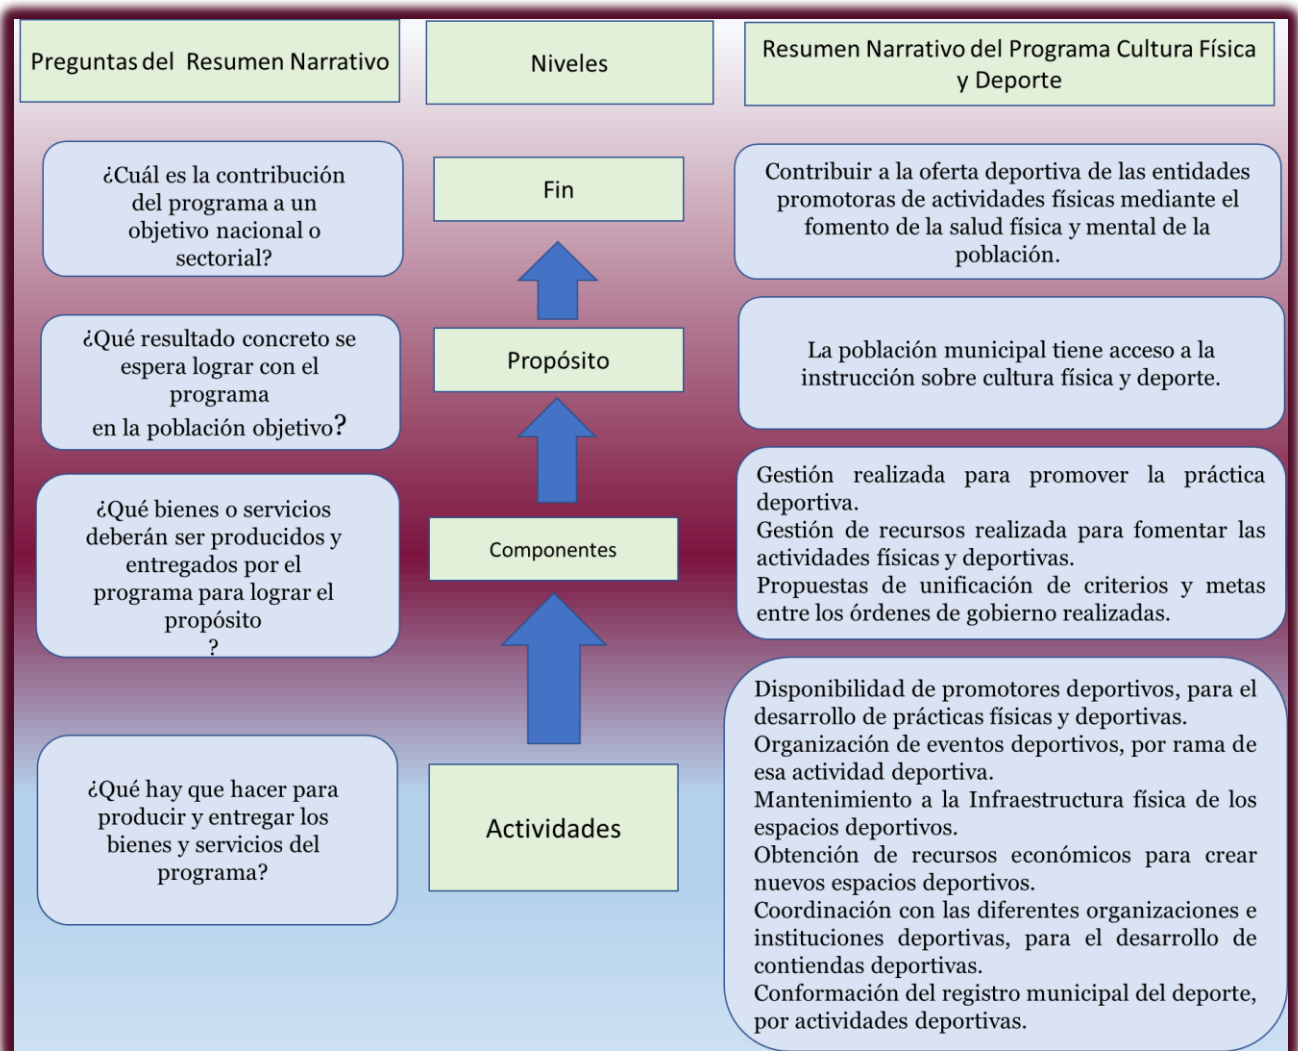 Preguntas del Resumen Narrativo
Niveles
Resumen Narrativo del Programa Cultura Física
y Deporte
¿Cuál es la contribución
del programa a un
objetivo nacional o
sectorial?
Fin
Contribuir a la oferta deportiva de las entidades
promotoras de actividades físicas mediante el
fomento de la salud física y mental de la
población.
¿Qué resultado concreto se
espera lograr con el
programa
en la población objetivo?
Propósito
La población municipal tiene acceso a la
instrucción sobre cultura física y deporte.
¿Qué bienes o servicios
deberán ser producidos y
entregados por el
programa para lograr el
propósito
?
Componentes
Gestión realizada para promover la práctica
deportiva.
Gestión de recursos realizada para fomentar las
actividades físicas y deportivas.
Propuestas de unificación de criterios y metas
entre los órdenes de gobierno realizadas.
¿Qué hay que hacer para
producir y entregar los
bienes y servicios del
programa?
Actividades
Disponibilidad de promotores deportivos, para el
desarrollo de prácticas físicas y deportivas.
Organización de eventos deportivos, por rama de
esa actividad deportiva.
Mantenimiento a la Infraestructura física de los
espacios deportivos.
Obtención de recursos económicos para crear
nuevos espacios deportivos.
Coordinación con las diferentes organizaciones e
instituciones deportivas, para el desarrollo de
contiendas deportivas.
Conformación del registro municipal del deporte,
por actividades deportivas.